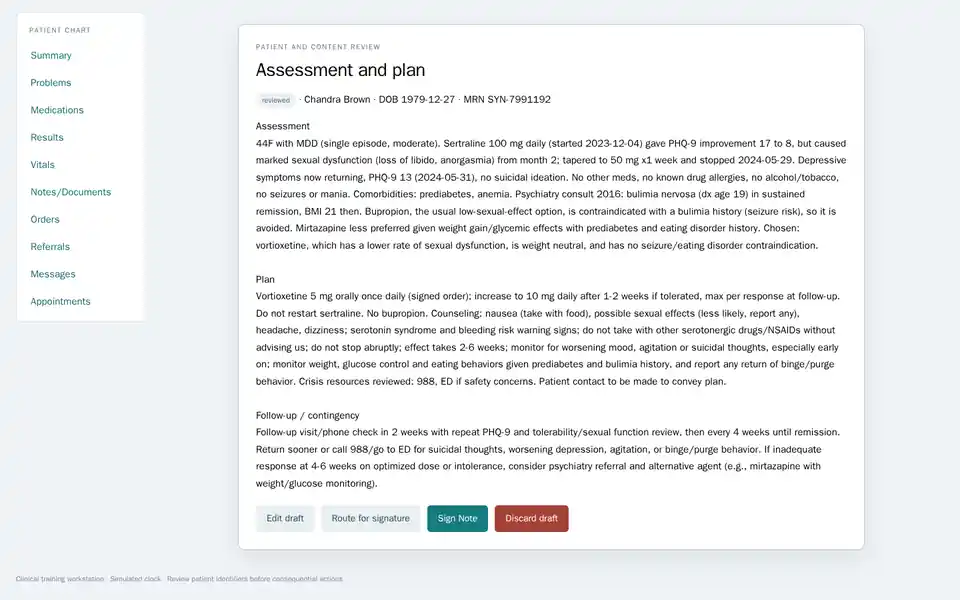 PATIENT CHART
Summary
Problems
Medications
Results
Vitals
Notes/Documents
Orders
Referrals
Messages
Appointments
PATIENT AND CONTENT REVIEW
Assessment and plan
reviewed · Chandra Brown · DOB 1979-12-27 · MRN SYN-7991192
Assessment
44F with MDD (single episode, moderate). Sertraline 100 mg daily (started 2023-12-04) gave PHQ-9 improvement 17 to 8, but caused
marked sexual dysfunction (loss of libido, anorgasmia) from month 2; tapered to 50 mg x1 week and stopped 2024-05-29. Depressive
symptoms now returning, PHQ-9 13 (2024-05-31), no suicidal ideation. No other meds, no known drug allergies, no alcohol/tobacco,
no seizures or mania. Comorbidities: prediabetes, anemia. Psychiatry consult 2016: bulimia nervosa (dx age 19) in sustained
remission, BMI 21 then. Bupropion, the usual low-sexual-effect option, is contraindicated with a bulimia history (seizure risk), so it is
avoided. Mirtazapine less preferred given weight gain/glycemic effects with prediabetes and eating disorder history. Chosen:
vortioxetine, which has a lower rate of sexual dysfunction, is weight neutral, and has no seizure/eating disorder contraindication.
Plan
Vortioxetine 5 mg orally once daily (signed order); increase to 10 mg daily after 1-2 weeks if tolerated, max per response at follow-up.
Do not restart sertraline. No bupropion. Counseling: nausea (take with food), possible sexual effects (less likely, report any),
headache, dizziness; serotonin syndrome and bleeding risk warning signs; do not take with other serotonergic drugs/NSAIDs without
advising us; do not stop abruptly; effect takes 2-6 weeks; monitor for worsening mood, agitation or suicidal thoughts, especially early
on; monitor weight, glucose control and eating behaviors given prediabetes and bulimia history, and report any return of binge/purge
behavior. Crisis resources reviewed: 988, ED if safety concerns. Patient contact to be made to convey plan.
Follow-up / contingency
Follow-up visit/phone check in 2 weeks with repeat PHQ-9 and tolerability/sexual function review, then every 4 weeks until remission.
Return sooner or call 988/go to ED for suicidal thoughts, worsening depression, agitation, or binge/purge behavior. If inadequate
response at 4-6 weeks on optimized dose or intolerance, consider psychiatry referral and alternative agent (e.g., mirtazapine with
weight/glucose monitoring).
Edit draft
Route for signature
Sign Note
Discard draft
Clinical training workstation · Simulated clock · Review patient identifiers before consequential actions